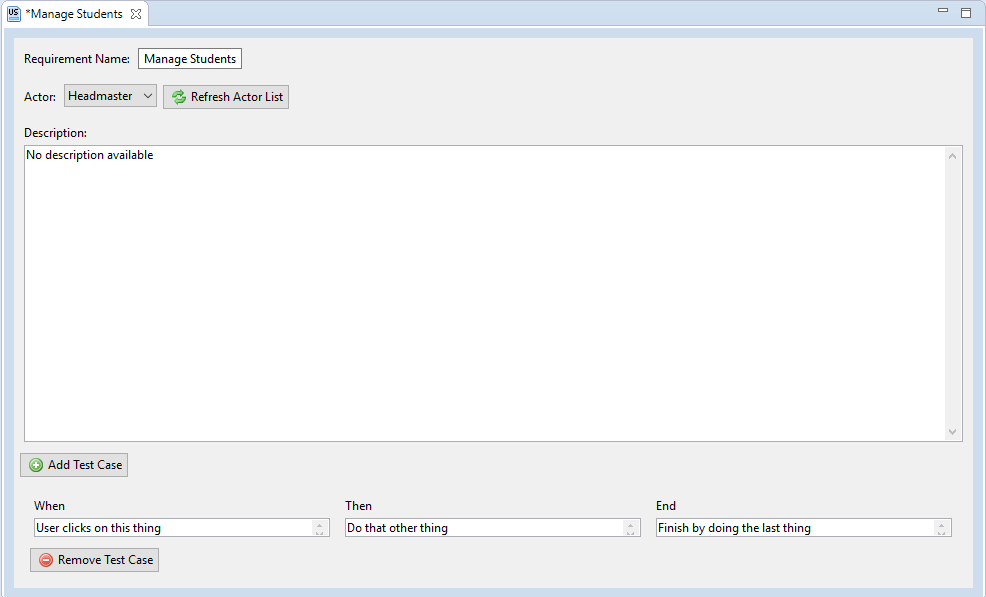 US *Manage Students
Requirement Name: Manage Students
Actor: Headmaster Refresh Actor List
Description:
No description available
Add Test Case
When Then End
User clicks on this thing Do that other thing Finish by doing the last thing
Remove Test Case